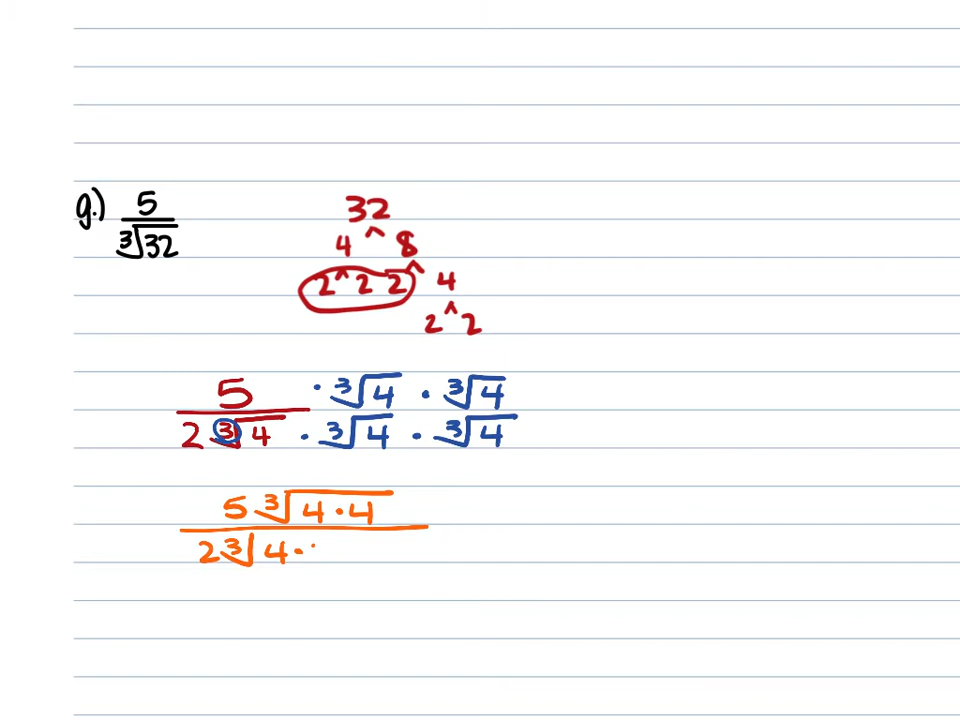 g.) 5/∛32
32
4 ^ 8
2 ^ 2 2 ^ 4
2 ^ 2
5 · ∛4 · ∛4
2 ∛4 · ∛4 · ∛4
5 ∛4·4
2 ∛4·